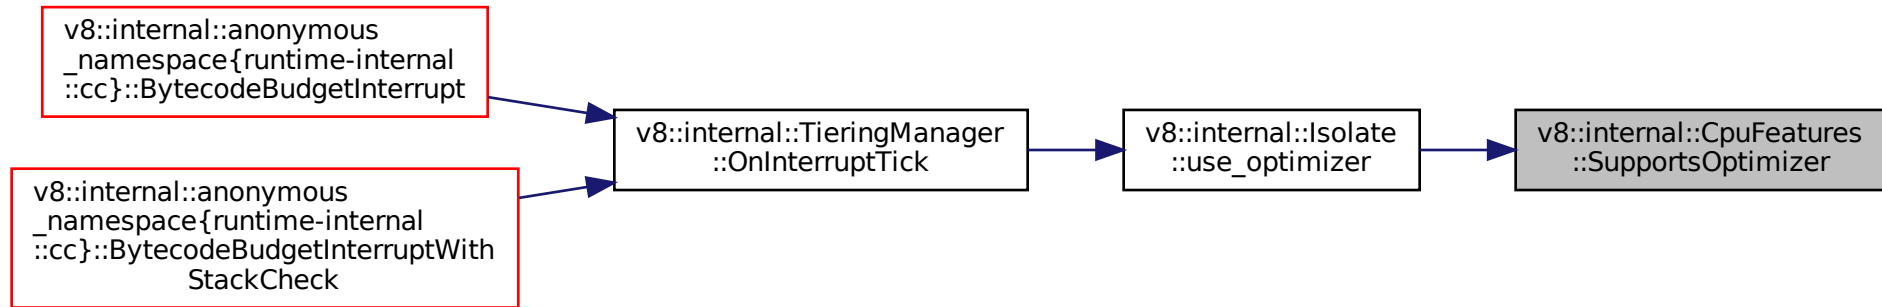 v8::internal::anonymous
_namespace{runtime-internal
::cc}::BytecodeBudgetInterrupt
v8::internal::anonymous
_namespace{runtime-internal
::cc}::BytecodeBudgetInterruptWith
StackCheck
v8::internal::TieringManager
::OnInterruptTick
v8::internal::Isolate
::use_optimizer
v8::internal::CpuFeatures
::SupportsOptimizer